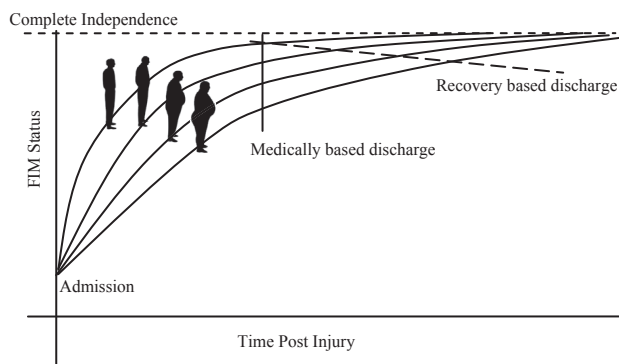 Complete Independence
Recovery based discharge
FIM Status
Medically based discharge
Admission
Time Post Injury